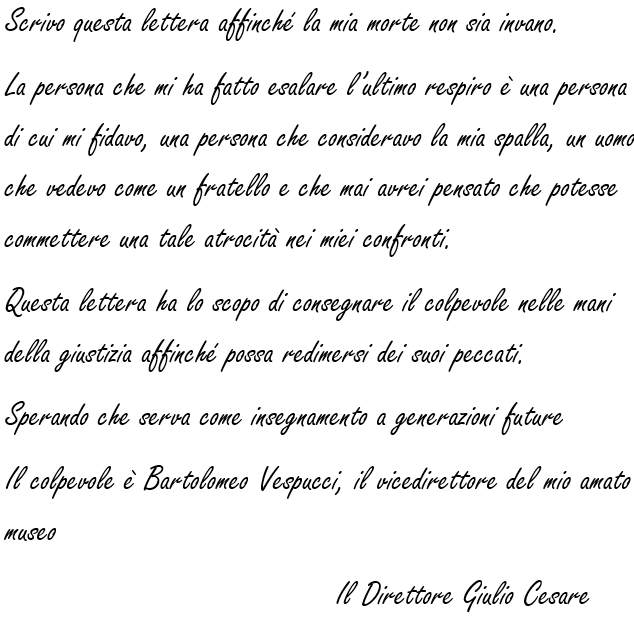 Scrivo questa lettera affinché la mia morte non sia invano.
La persona che mi ha fatto esalare l'ultimo respiro è una persona
di cui mi fidavo, una persona che consideravo la mia spalla, un uomo
che vedevo come un fratello e che mai avrei pensato che potesse
commettere una tale atrocità nei miei confronti.
Questa lettera ha lo scopo di consegnare il colpevole nelle mani
della giustizia affinché possa redimersi dei suoi peccati.
Sperando che serva come insegnamento a generazioni future
Il colpevole è Bartolomeo Vespucci, il vicedirettore del mio amato
museo
Il Direttore Giulio Cesare